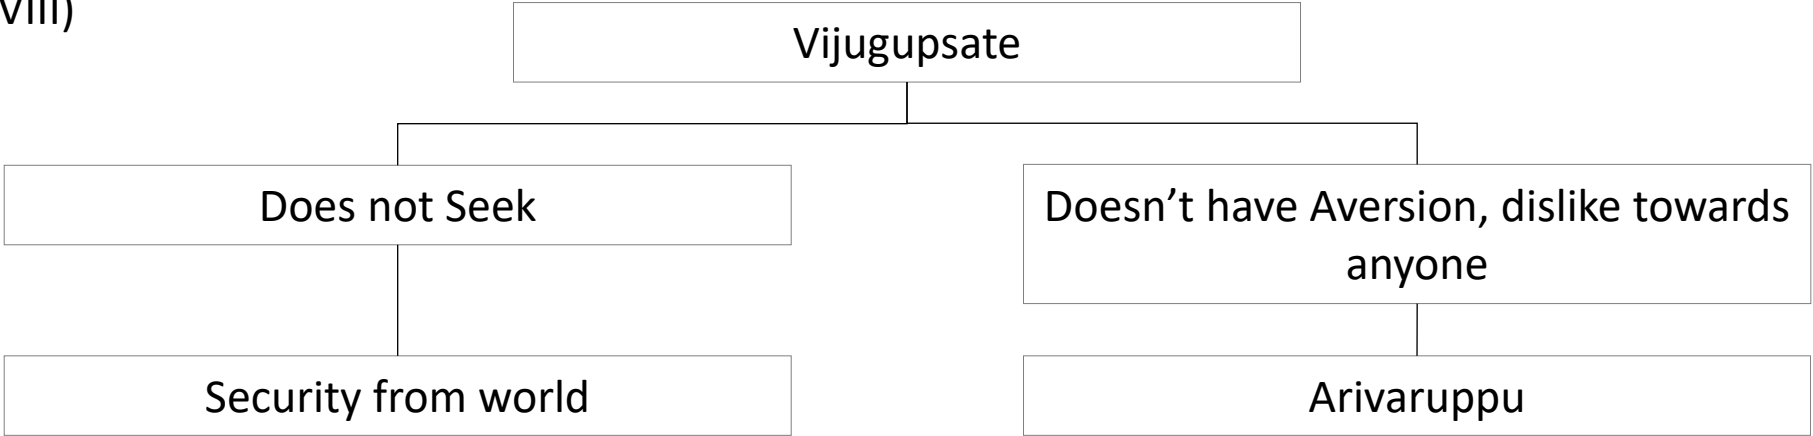 VIII)
Vijugupsate
Does not Seek
Doesn’t have Aversion, dislike towards
anyone
Security from world
Arivaruppu